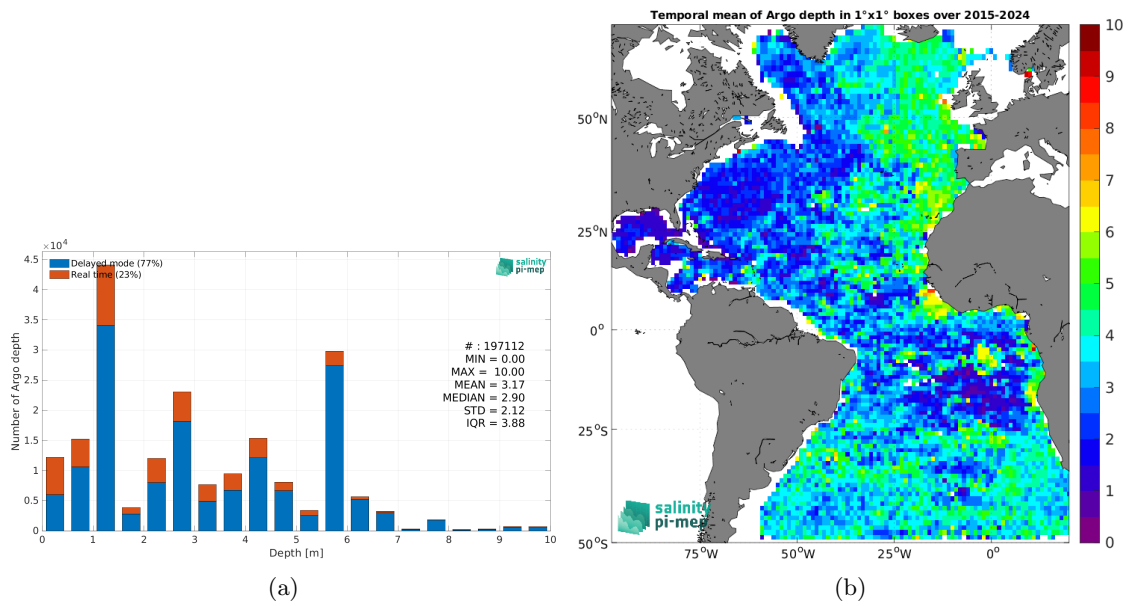 ×10⁴
4.5
4
3.5
3
2.5
2
1.5
1
0.5
0
Number of Argo depth
Delayed mode (77%)
Real time (23%)
salinity
pi-mep
# : 197112
MIN = 0.00
MAX = 10.00
MEAN = 3.17
MEDIAN = 2.90
STD = 2.12
IQR = 3.88
0 1 2 3 4 5 6 7 8 9 10
Depth [m]
(a)
Temporal mean of Argo depth in 1°x1° boxes over 2015-2024
50°N
25°N
0°
25°S
50°S
75°W 50°W 25°W 0°
salinity
pi-mep
10
9
8
7
6
5
4
3
2
1
0
(b)